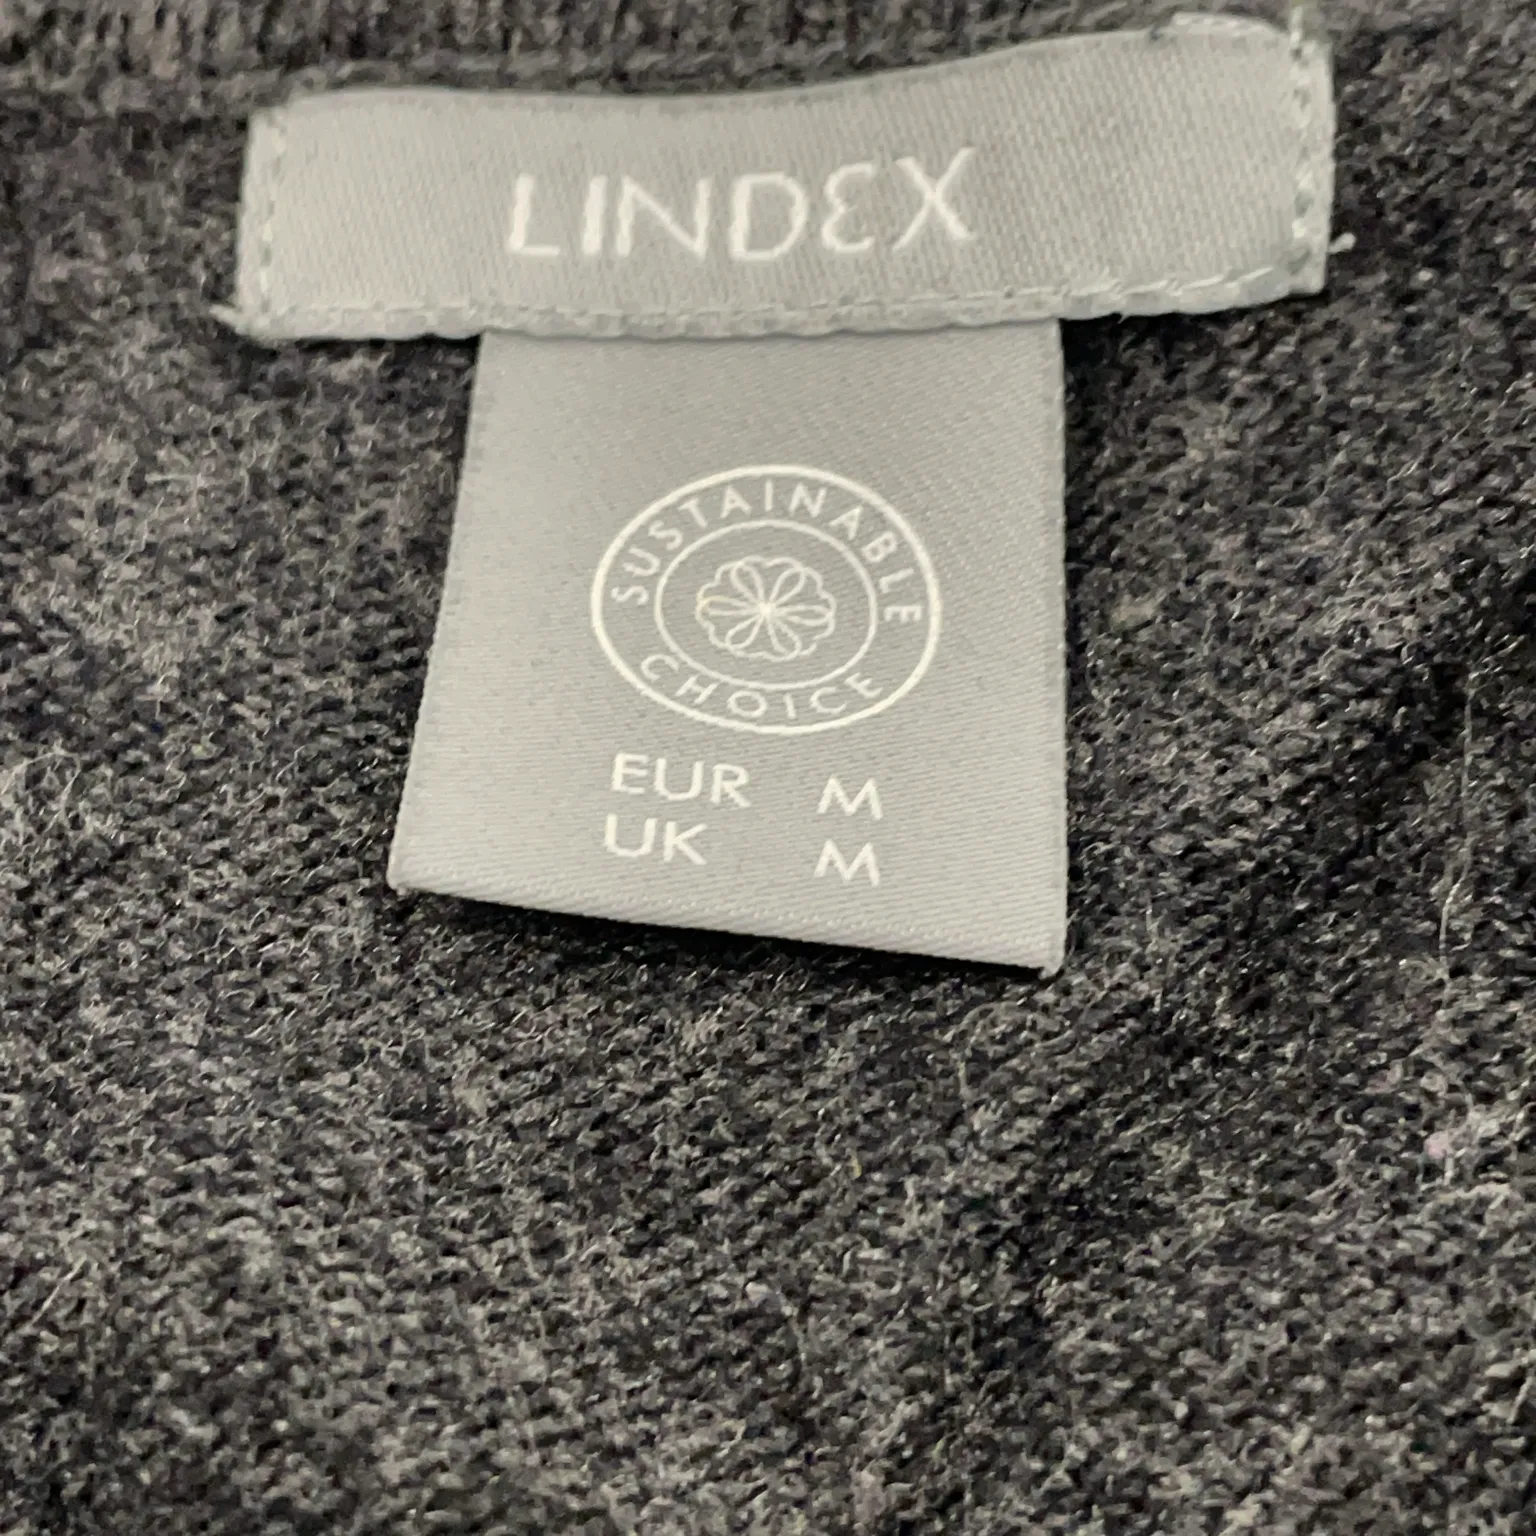 LINDEX
SUSTAINABLE
CHOICE
EUR M
UK M